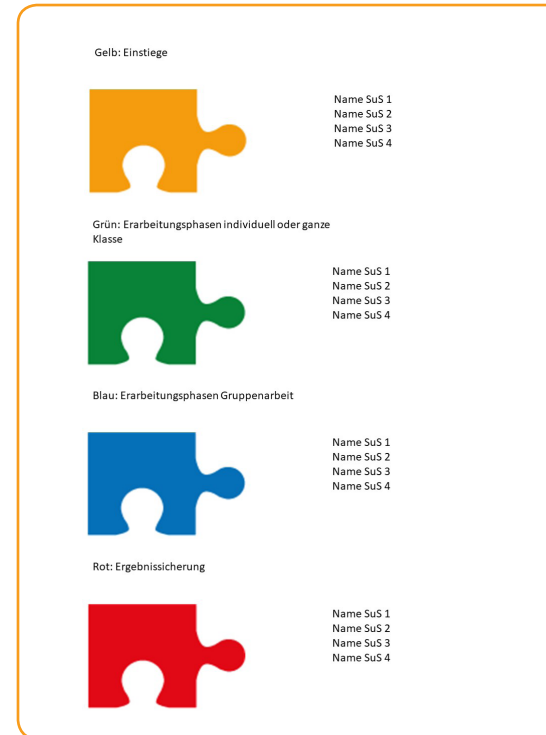 Gelb: Einstiege
Name SuS 1
Name SuS 2
Name SuS 3
Name SuS 4
Grün: Erarbeitungsphasen individuell oder ganze
Klasse
Name SuS 1
Name SuS 2
Name SuS 3
Name SuS 4
Blau: Erarbeitungsphasen Gruppenarbeit
Name SuS 1
Name SuS 2
Name SuS 3
Name SuS 4
Rot: Ergebnissicherung
Name SuS 1
Name SuS 2
Name SuS 3
Name SuS 4